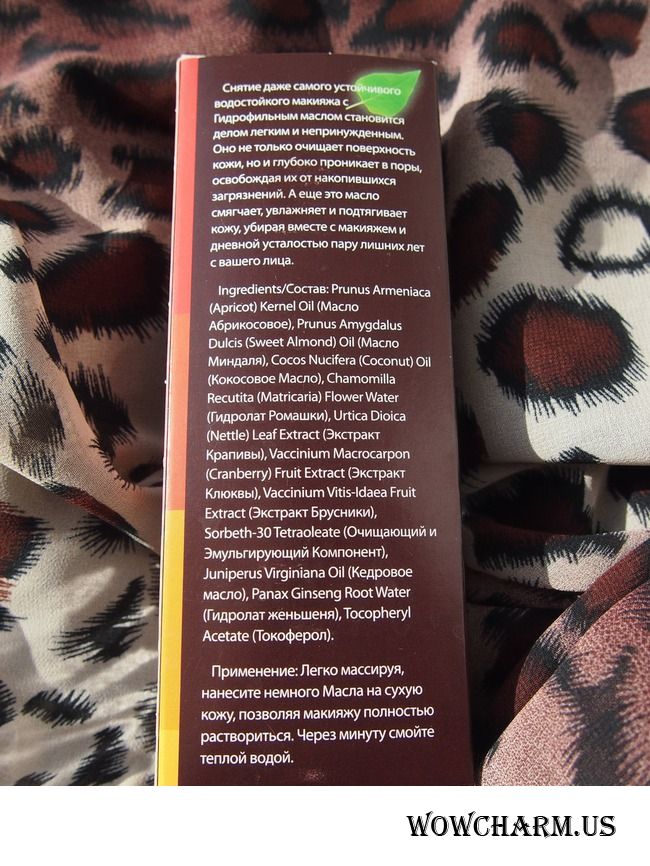 Снятие даже самого устойчивого
водостойкого макияжа с
Гидрофильным маслом становится
делом легким и непринужденным.
Оно не только очищает поверхность
кожи, но и глубоко проникает в поры,
освобождая их от накопившихся
загрязнений. А еще это масло
смягчает, увлажняет и подтягивает
кожу, убирая вместе с макияжем и
дневной усталостью пару лишних лет
с вашего лица.
Ingredients/Состав: Prunus Armeniaca
(Apricot) Kernel Oil (Масло
Абрикосовое), Prunus Amygdalus
Dulcis (Sweet Almond) Oil (Масло
Миндаля), Cocos Nucifera (Coconut) Oil
(Кокосовое Масло), Chamomilla
Recutita (Matricaria) Flower Water
(Гидролат Ромашки), Urtica Dioica
(Nettle) Leaf Extract (Экстракт
Крапивы), Vaccinium Macrocarpon
(Cranberry) Fruit Extract (Экстракт
Клюквы), Vaccinium Vitis-Idaea Fruit
Extract (Экстракт Брусники),
Sorbeth-30 Tetraoleate (Очищающий и
Эмульгирующий Компонент),
Juniperus Virginiana Oil (Кедровое
масло), Panax Ginseng Root Water
(Гидролат женьшеня), Tocopheryl
Acetate (Токоферол).
Применение: Легко массируя,
нанесите немного Масла на сухую
кожу, позволяя макияжу полностью
раствориться. Через минуту смойте
теплой водой.
WOWCHARM.US